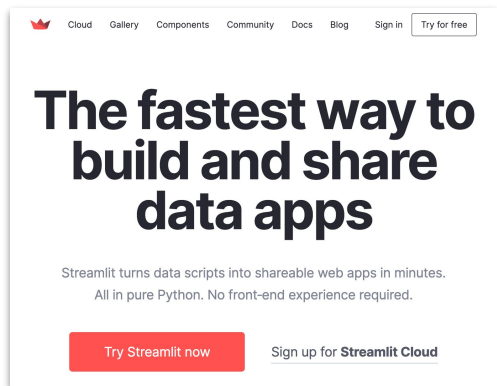 Cloud Gallery Components Community Docs Blog Sign in Try for free
The fastest way to
build and share
data apps
Streamlit turns data scripts into shareable web apps in minutes.
All in pure Python. No front-end experience required.
Try Streamlit now Sign up for Streamlit Cloud